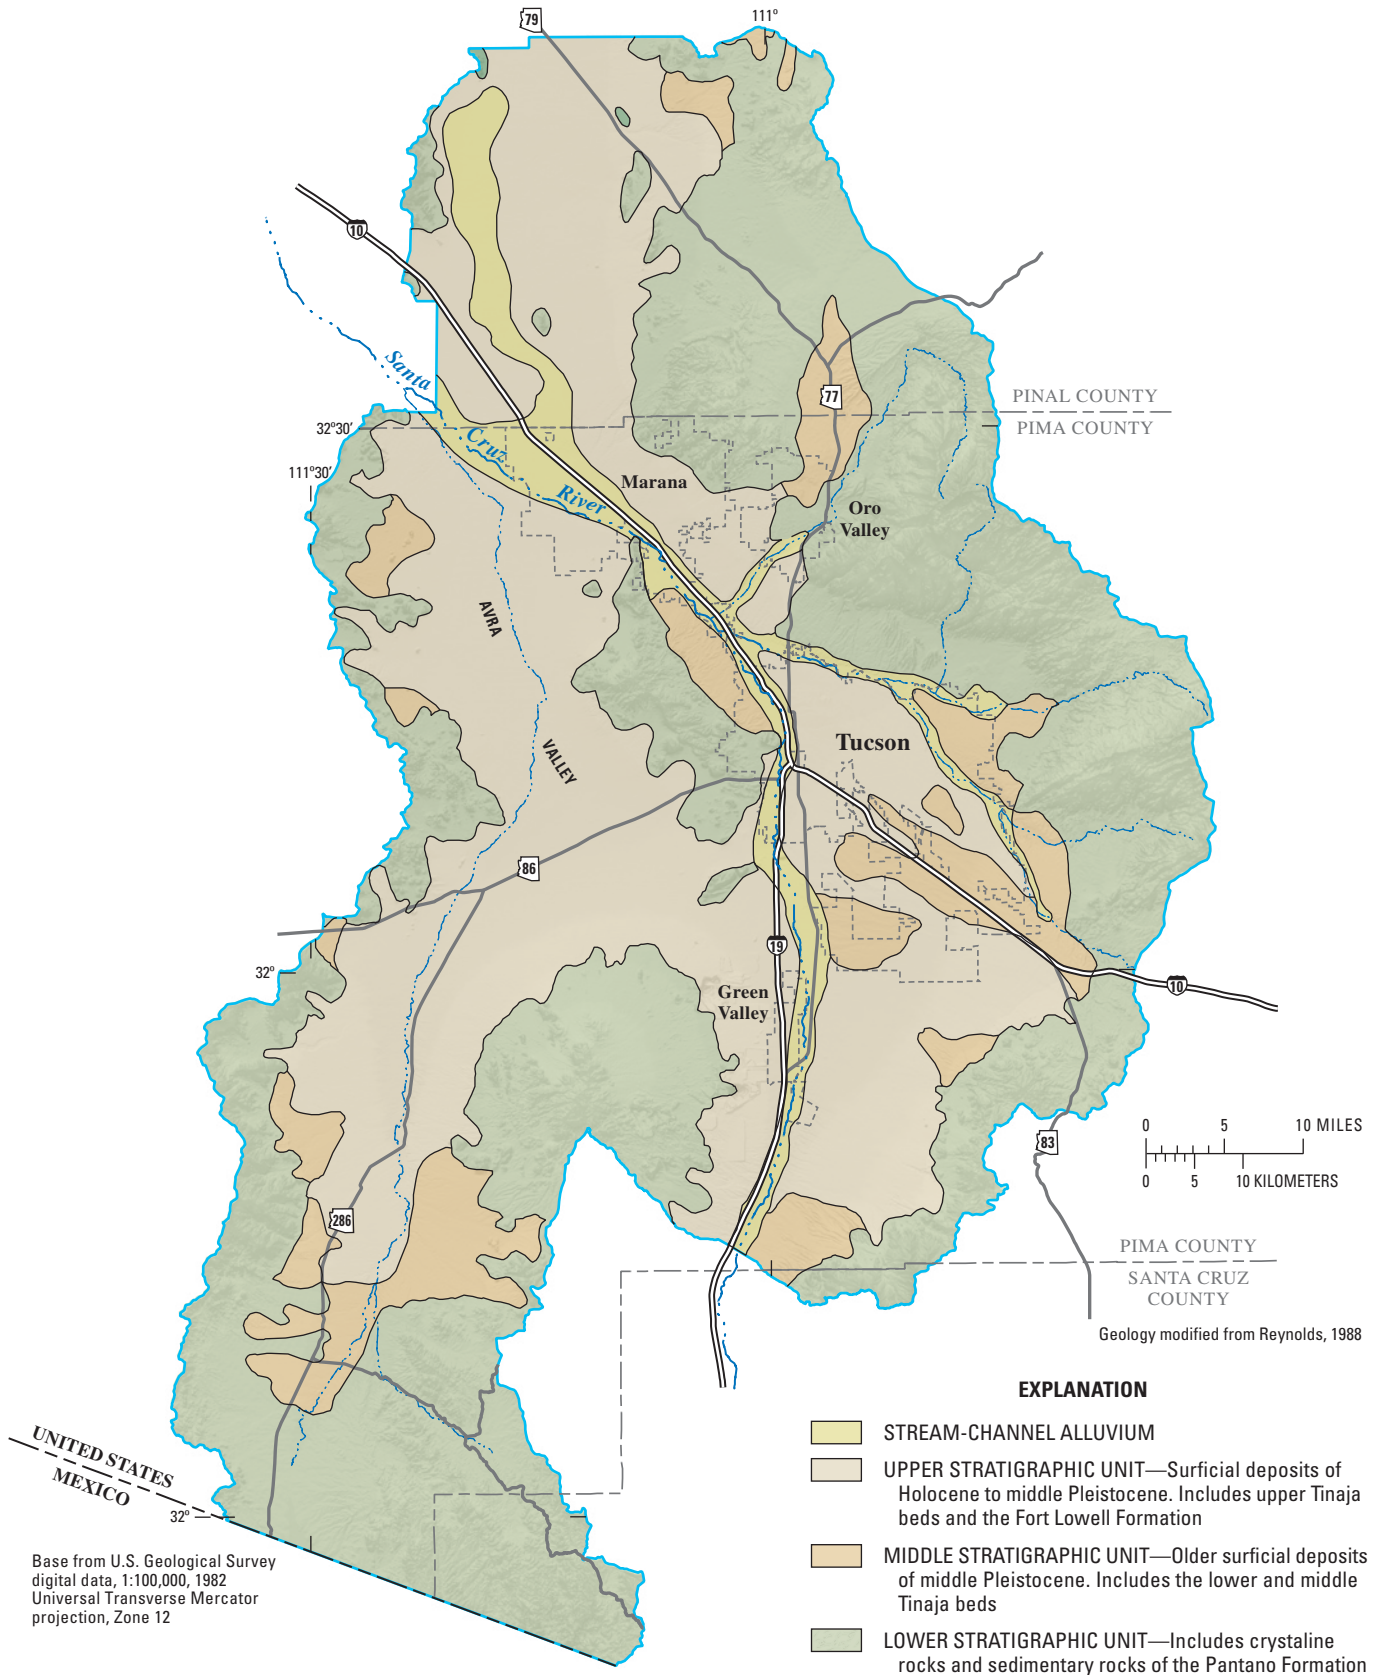 79
111°
10
Santa
Cruz
River
77
PINAL COUNTY
PIMA COUNTY
32°30'
111°30'
Marana
Oro
Valley
AVRA
VALLEY
Tucson
86
19
32°
Green
Valley
10
0 5 10 MILES
0 5 10 KILOMETERS
83
286
PIMA COUNTY
SANTA CRUZ
COUNTY
Geology modified from Reynolds, 1988
EXPLANATION
STREAM-CHANNEL ALLUVIUM
UPPER STRATIGRAPHIC UNIT—Surficial deposits of
Holocene to middle Pleistocene. Includes upper Tinaja
beds and the Fort Lowell Formation
MIDDLE STRATIGRAPHIC UNIT—Older surficial deposits
of middle Pleistocene. Includes the lower and middle
Tinaja beds
LOWER STRATIGRAPHIC UNIT—Includes crystaline
rocks and sedimentary rocks of the Pantano Formation
UNITED STATES
MEXICO
32°
Base from U.S. Geological Survey
digital data, 1:100,000, 1982
Universal Transverse Mercator
projection, Zone 12